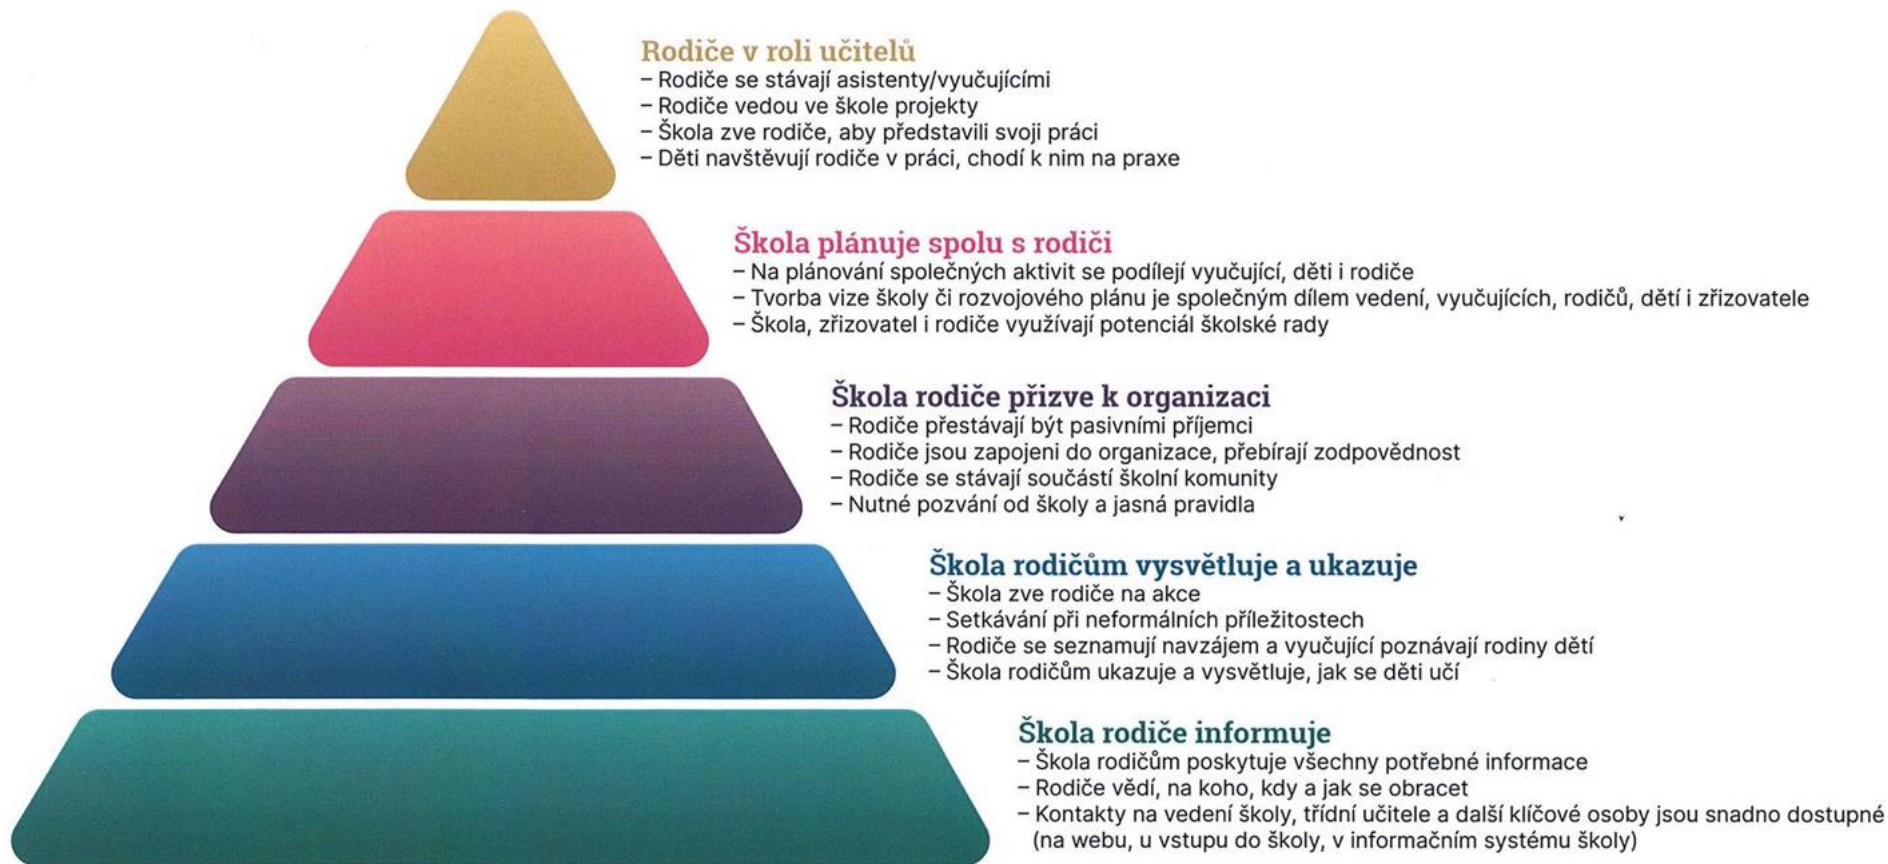 Rodiče v roli učitelů
– Rodiče se stávají asistenty/vyučujícími
– Rodiče vedou ve škole projekty
– Škola zve rodiče, aby představili svoji práci
– Děti navštěvují rodiče v práci, chodí k nim na praxe
Škola plánuje spolu s rodiči
– Na plánování společných aktivit se podílejí vyučující, děti i rodiče
– Tvorba vize školy či rozvojového plánu je společným dílem vedení, vyučujících, rodičů, dětí i zřizovatele
– Škola, zřizovatel i rodiče využívají potenciál školské rady
Škola rodiče přizve k organizaci
– Rodiče přestávají být pasivními příjemci
– Rodiče jsou zapojeni do organizace, přebírají zodpovědnost
– Rodiče se stávají součástí školní komunity
– Nutné pozvání od školy a jasná pravidla
Škola rodičům vysvětluje a ukazuje
– Škola zve rodiče na akce
– Setkávání při neformálních příležitostech
– Rodiče se seznamují navzájem a vyučující poznávají rodiny dětí
– Škola rodičům ukazuje a vysvětluje, jak se děti učí
Škola rodiče informuje
– Škola rodičům poskytuje všechny potřebné informace
– Rodiče vědí, na koho, kdy a jak se obracet
– Kontakty na vedení školy, třídní učitele a další klíčové osoby jsou snadno dostupné
(na webu, u vstupu do školy, v informačním systému školy)